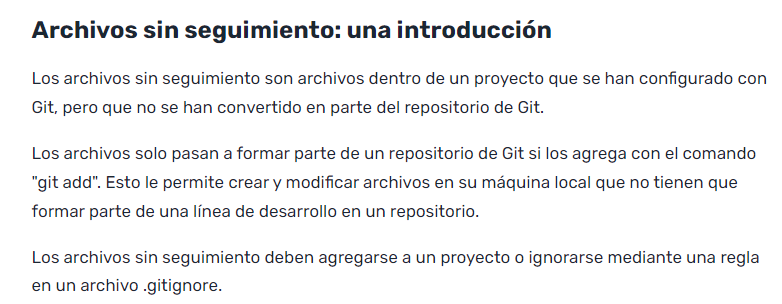 Archivos sin seguimiento: una introducción
Los archivos sin seguimiento son archivos dentro de un proyecto que se han configurado con
Git, pero que no se han convertido en parte del repositorio de Git.
Los archivos solo pasan a formar parte de un repositorio de Git si los agrega con el comando
"git add". Esto le permite crear y modificar archivos en su máquina local que no tienen que
formar parte de una línea de desarrollo en un repositorio.
Los archivos sin seguimiento deben agregarse a un proyecto o ignorarse mediante una regla
en un archivo .gitignore.